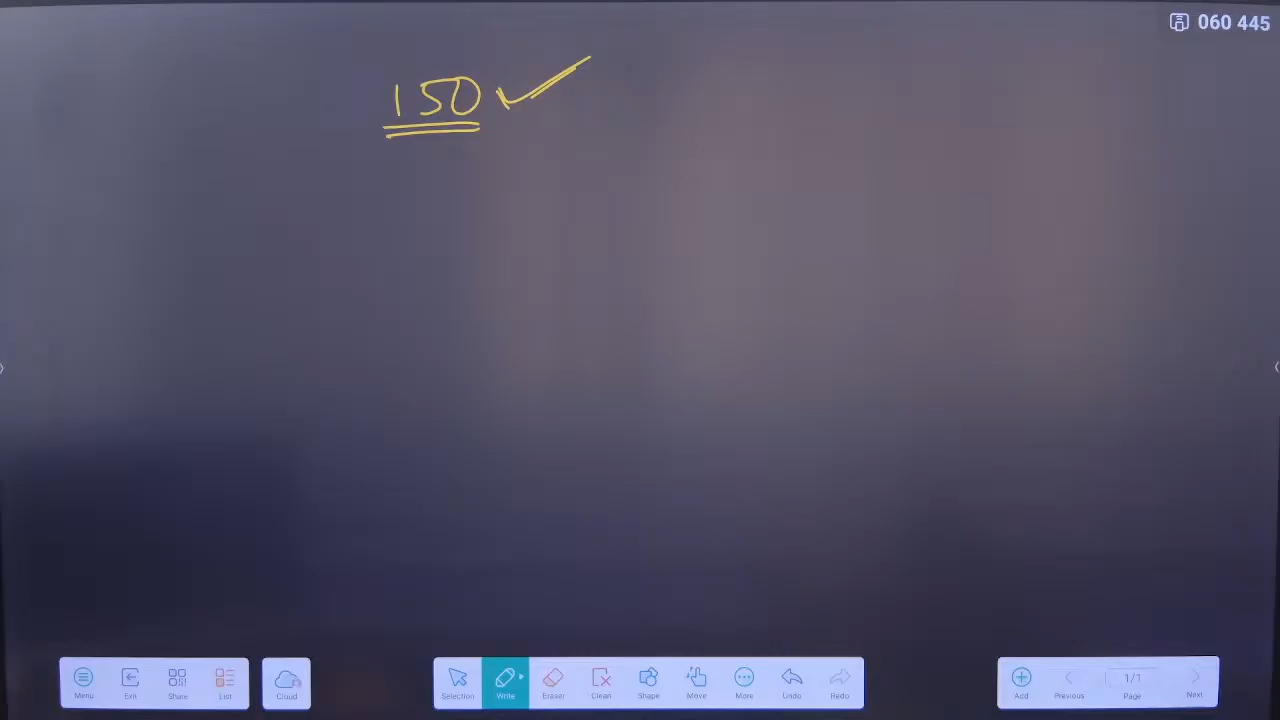 060 445
150 ✓
Menu Exit Share List Cloud Selection Write Eraser Clean Shape Move More Undo Redo Add Previous 1/1 Page Next